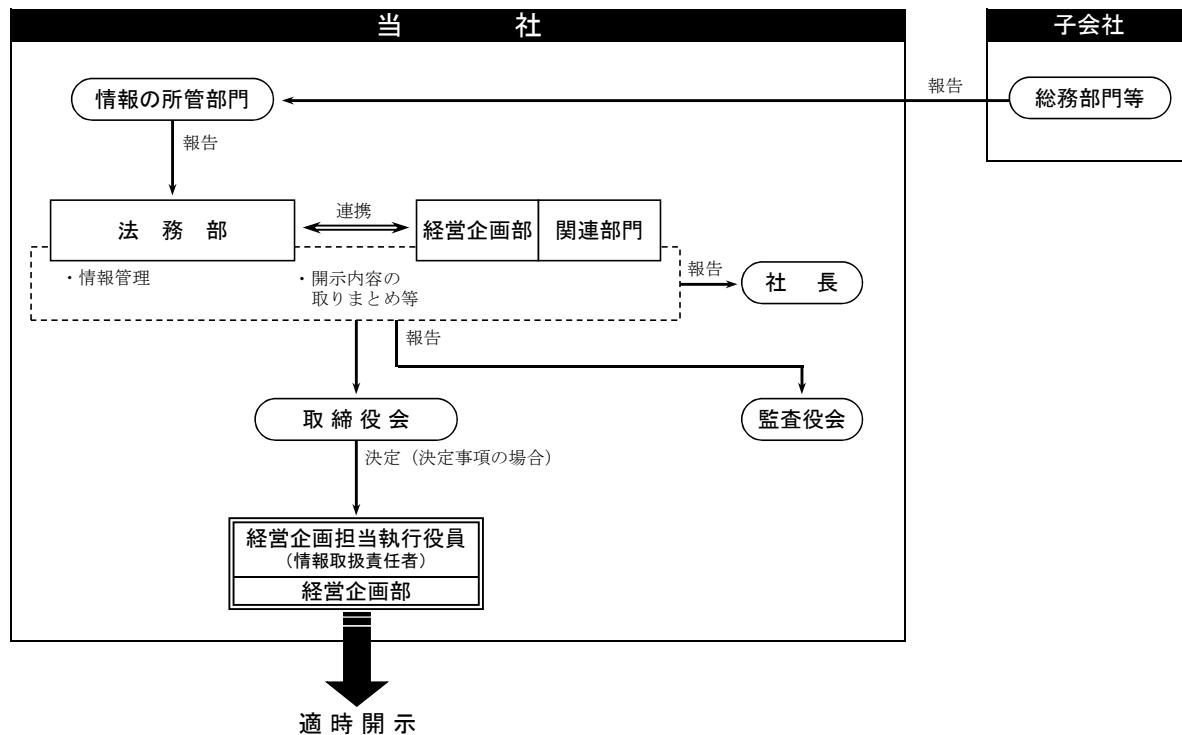 当　　　社
子会社
情報の所管部門
報告
総務部門等
報告
法　務　部
連携
経営企画部
関連部門
・情報管理
・開示内容の
取りまとめ等
報告
社　長
報告
取 締 役 会
監査役会
決定（決定事項の場合）
経営企画担当執行役員
（情報取扱責任者）
経営企画部
適 時 開 示